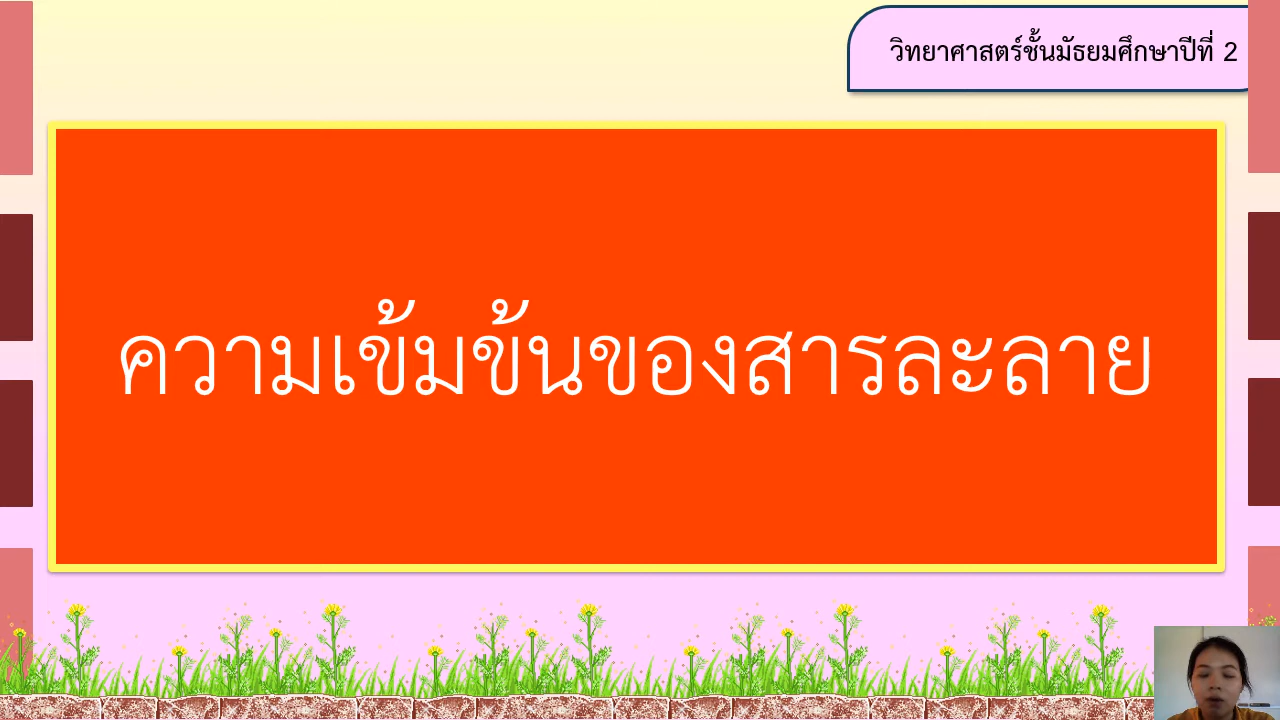 วิทยาศาสตร์ชั้นมัธยมศึกษาปีที่ 2
ความเข้มข้นของสารละลาย